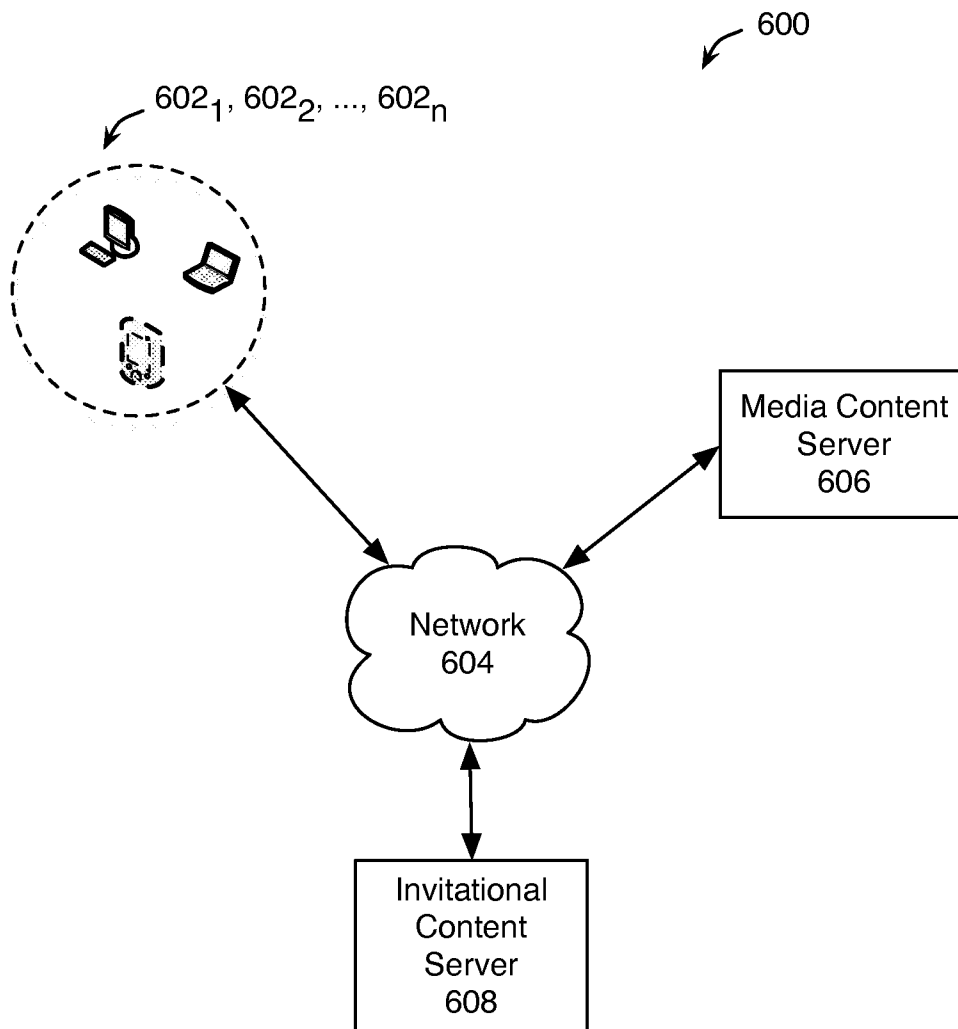 600
602₁, 602₂, ..., 602ₙ
Media Content
Server
606
Network
604
Invitational
Content
Server
608